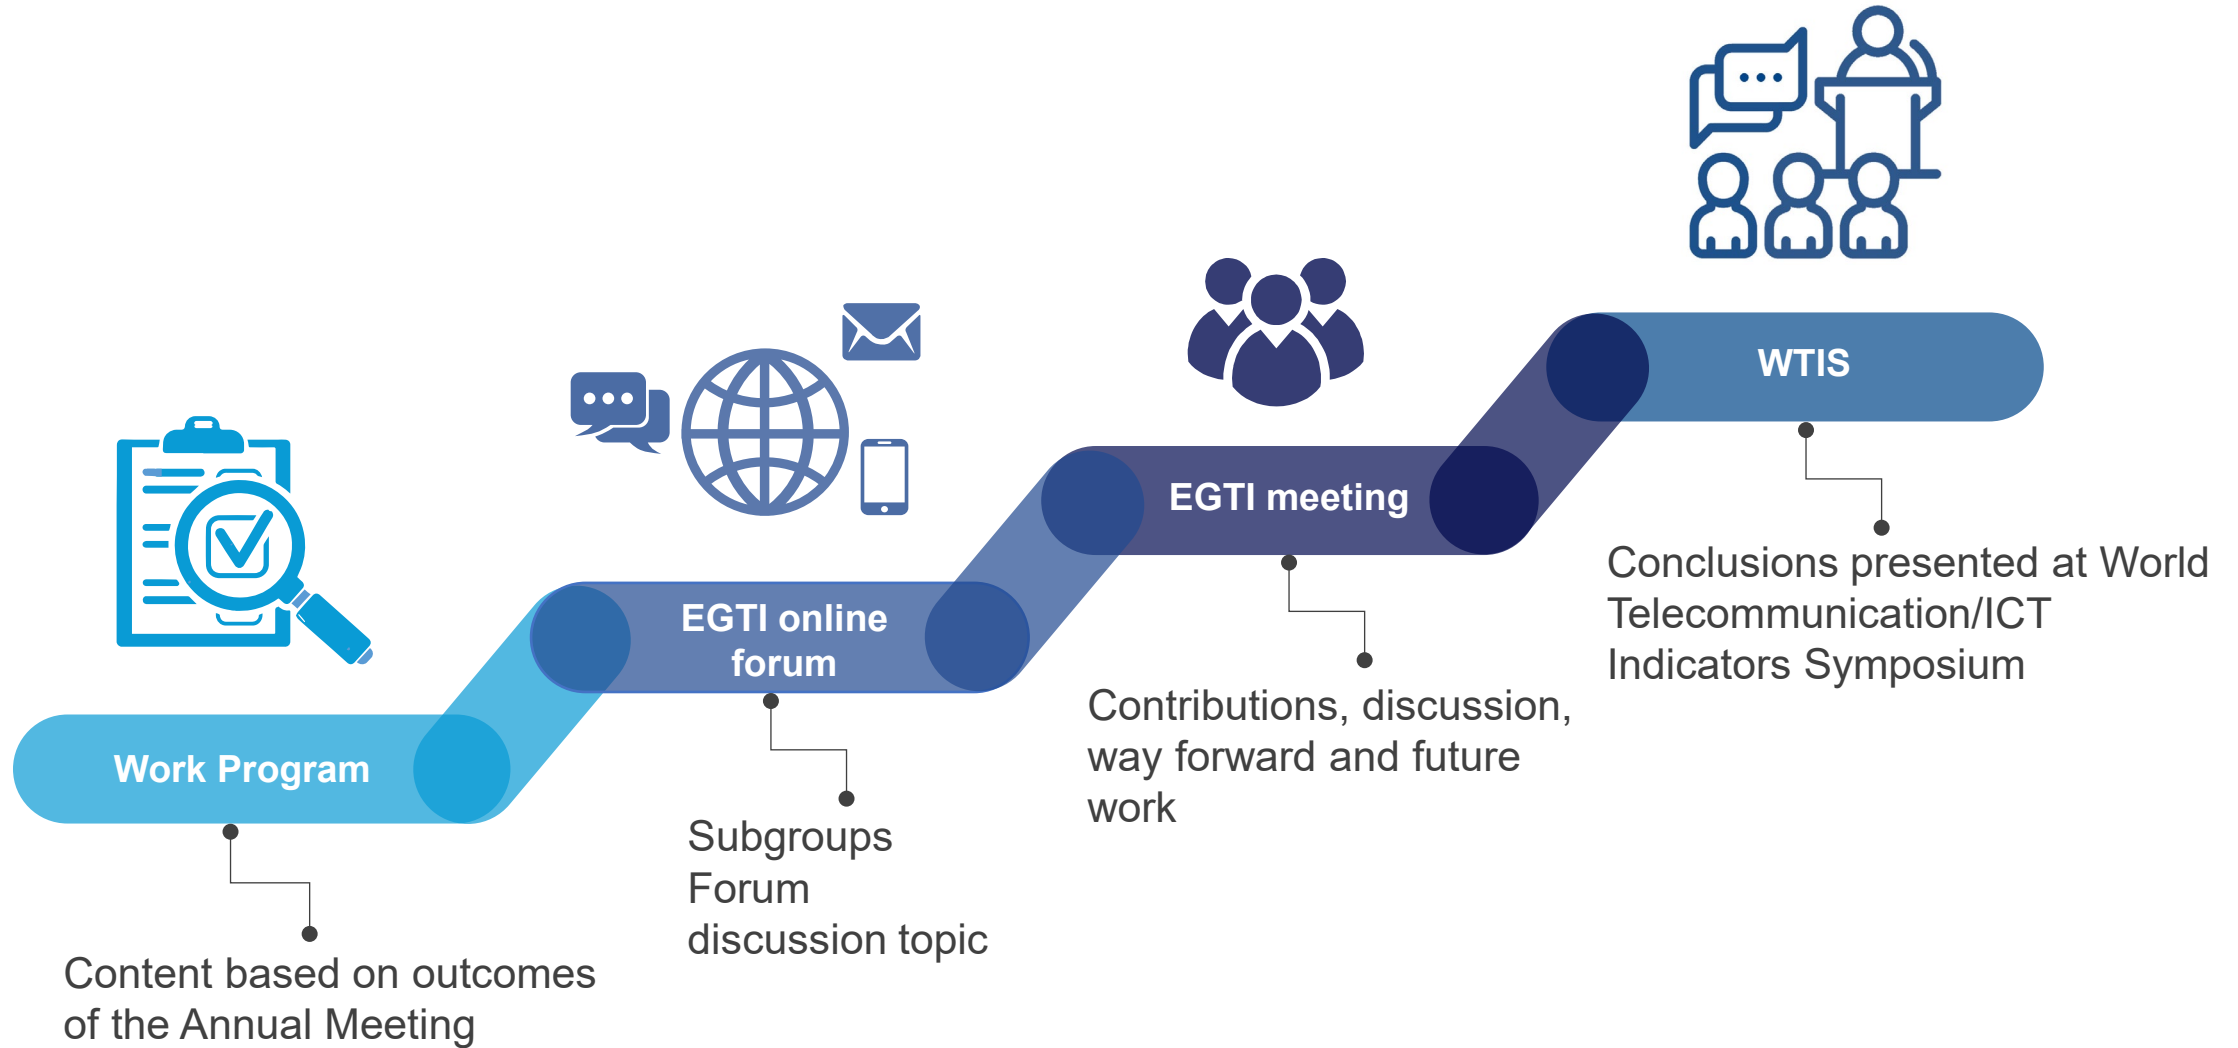 WTIS
Conclusions presented at World
Telecommunication/ICT
Indicators Symposium
EGTI meeting
Contributions, discussion,
way forward and future
work
EGTI online
forum
Subgroups
Forum
discussion topic
Work Program
Content based on outcomes
of the Annual Meeting